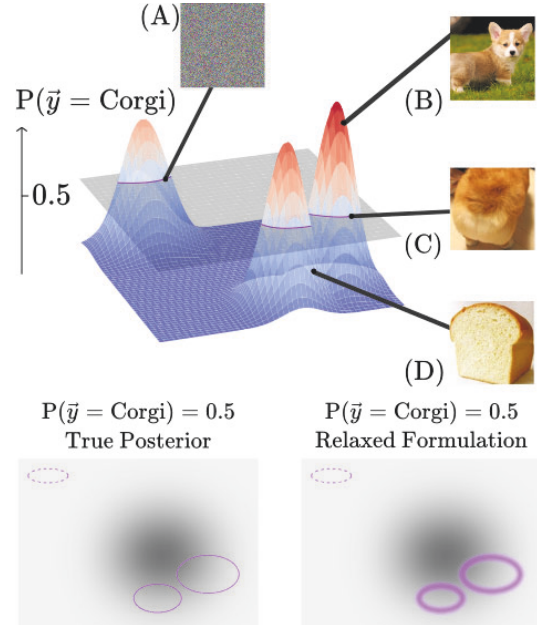 (A)
P(y⃗ = Corgi)
(B)
0.5
(C)
(D)
P(y⃗ = Corgi) = 0.5
True Posterior
P(y⃗ = Corgi) = 0.5
Relaxed Formulation